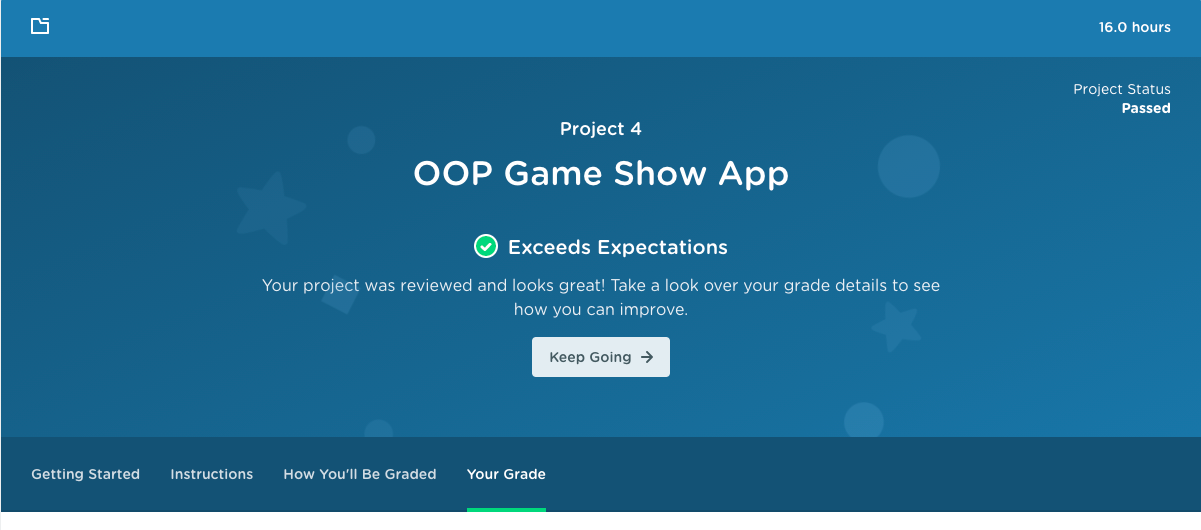 16.0 hours
Project Status
Passed
Project 4
OOP Game Show App
Exceeds Expectations
Your project was reviewed and looks great! Take a look over your grade details to see
how you can improve.
Keep Going
Getting Started
Instructions
How You'll Be Graded
Your Grade